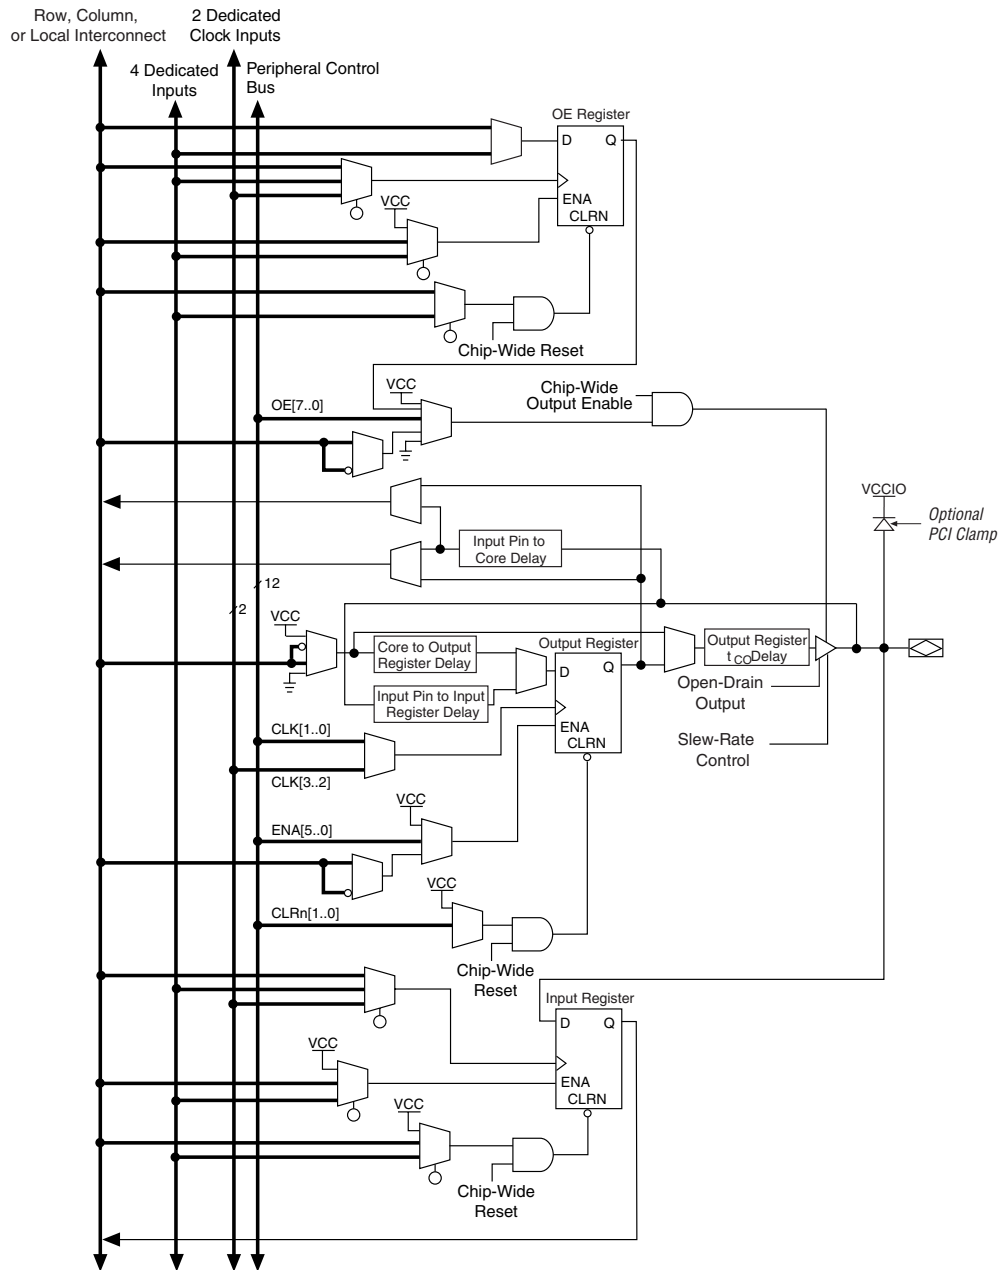 Row, Column,
or Local Interconnect
2 Dedicated
Clock Inputs
4 Dedicated
Inputs
Peripheral Control
Bus
OE Register
D
Q
ENA
CLRN
VCC
Chip-Wide Reset
VCC
OE[7..0]
Chip-Wide
Output Enable
VCCIO
Optional
PCI Clamp
Input Pin to
Core Delay
12
2
VCC
Core to Output
Register Delay
Input Pin to Input
Register Delay
Output Register
D
Q
ENA
CLRN
Output Register
t CO Delay
Open-Drain
Output
Slew-Rate
Control
CLK[1..0]
CLK[3..2]
VCC
ENA[5..0]
VCC
CLRn[1..0]
Chip-Wide
Reset
Input Register
D
Q
ENA
CLRN
VCC
VCC
Chip-Wide
Reset